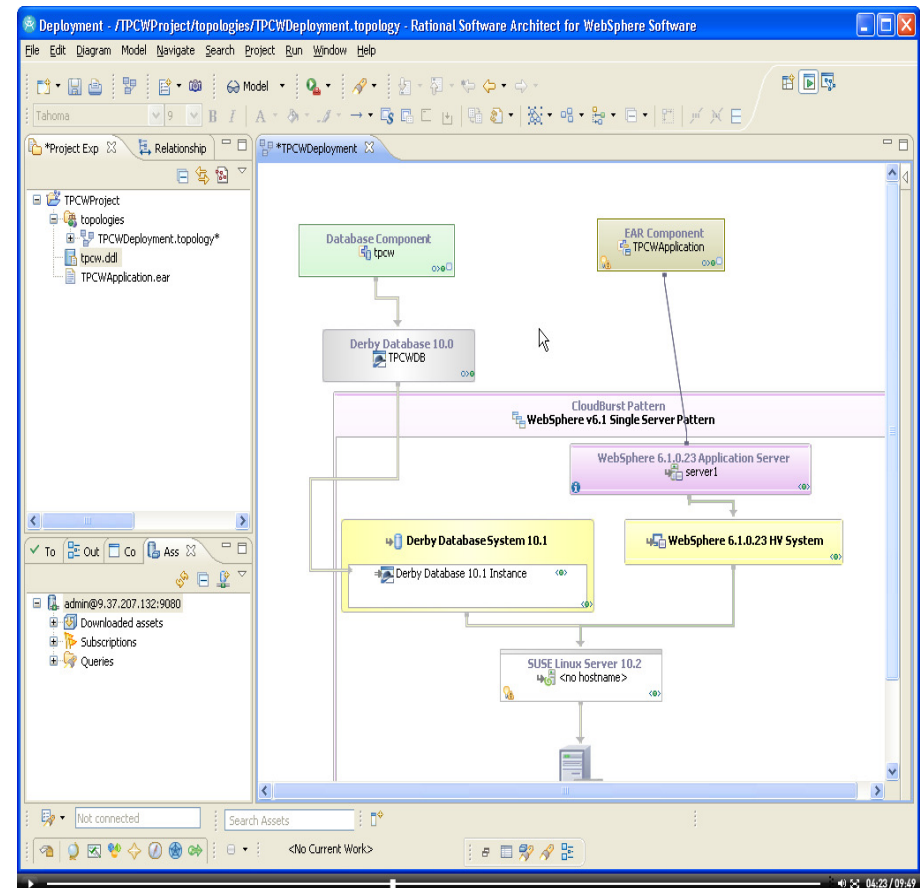 Deployment - /TPCWProject/topologies/TPCWDeployment.topology - Rational Software Architect for WebSphere Software
File Edit Diagram Model Navigate Search Project Run Window Help
Model
Tahoma 9 B I A
*Project Exp Relationship
*TPCWDeployment
TPCWProject
topologies
TPCWDeployment.topology*
tpcw.ddl
TPCWApplication.ear
Database Component
tpcw
EAR Component
TPCWApplication
Derby Database 10.0
TPCWDB
CloudBurst Pattern
WebSphere v6.1 Single Server Pattern
WebSphere 6.1.0.23 Application Server
server1
Derby Database System 10.1
Derby Database 10.1 Instance
WebSphere 6.1.0.23 HV System
SUSE Linux Server 10.2
<no hostname>
To Out Co Ass
admin@9.37.207.132:9080
Downloaded assets
Subscriptions
Queries
Not connected
Search Assets
<No Current Work>
04:23 / 09:49